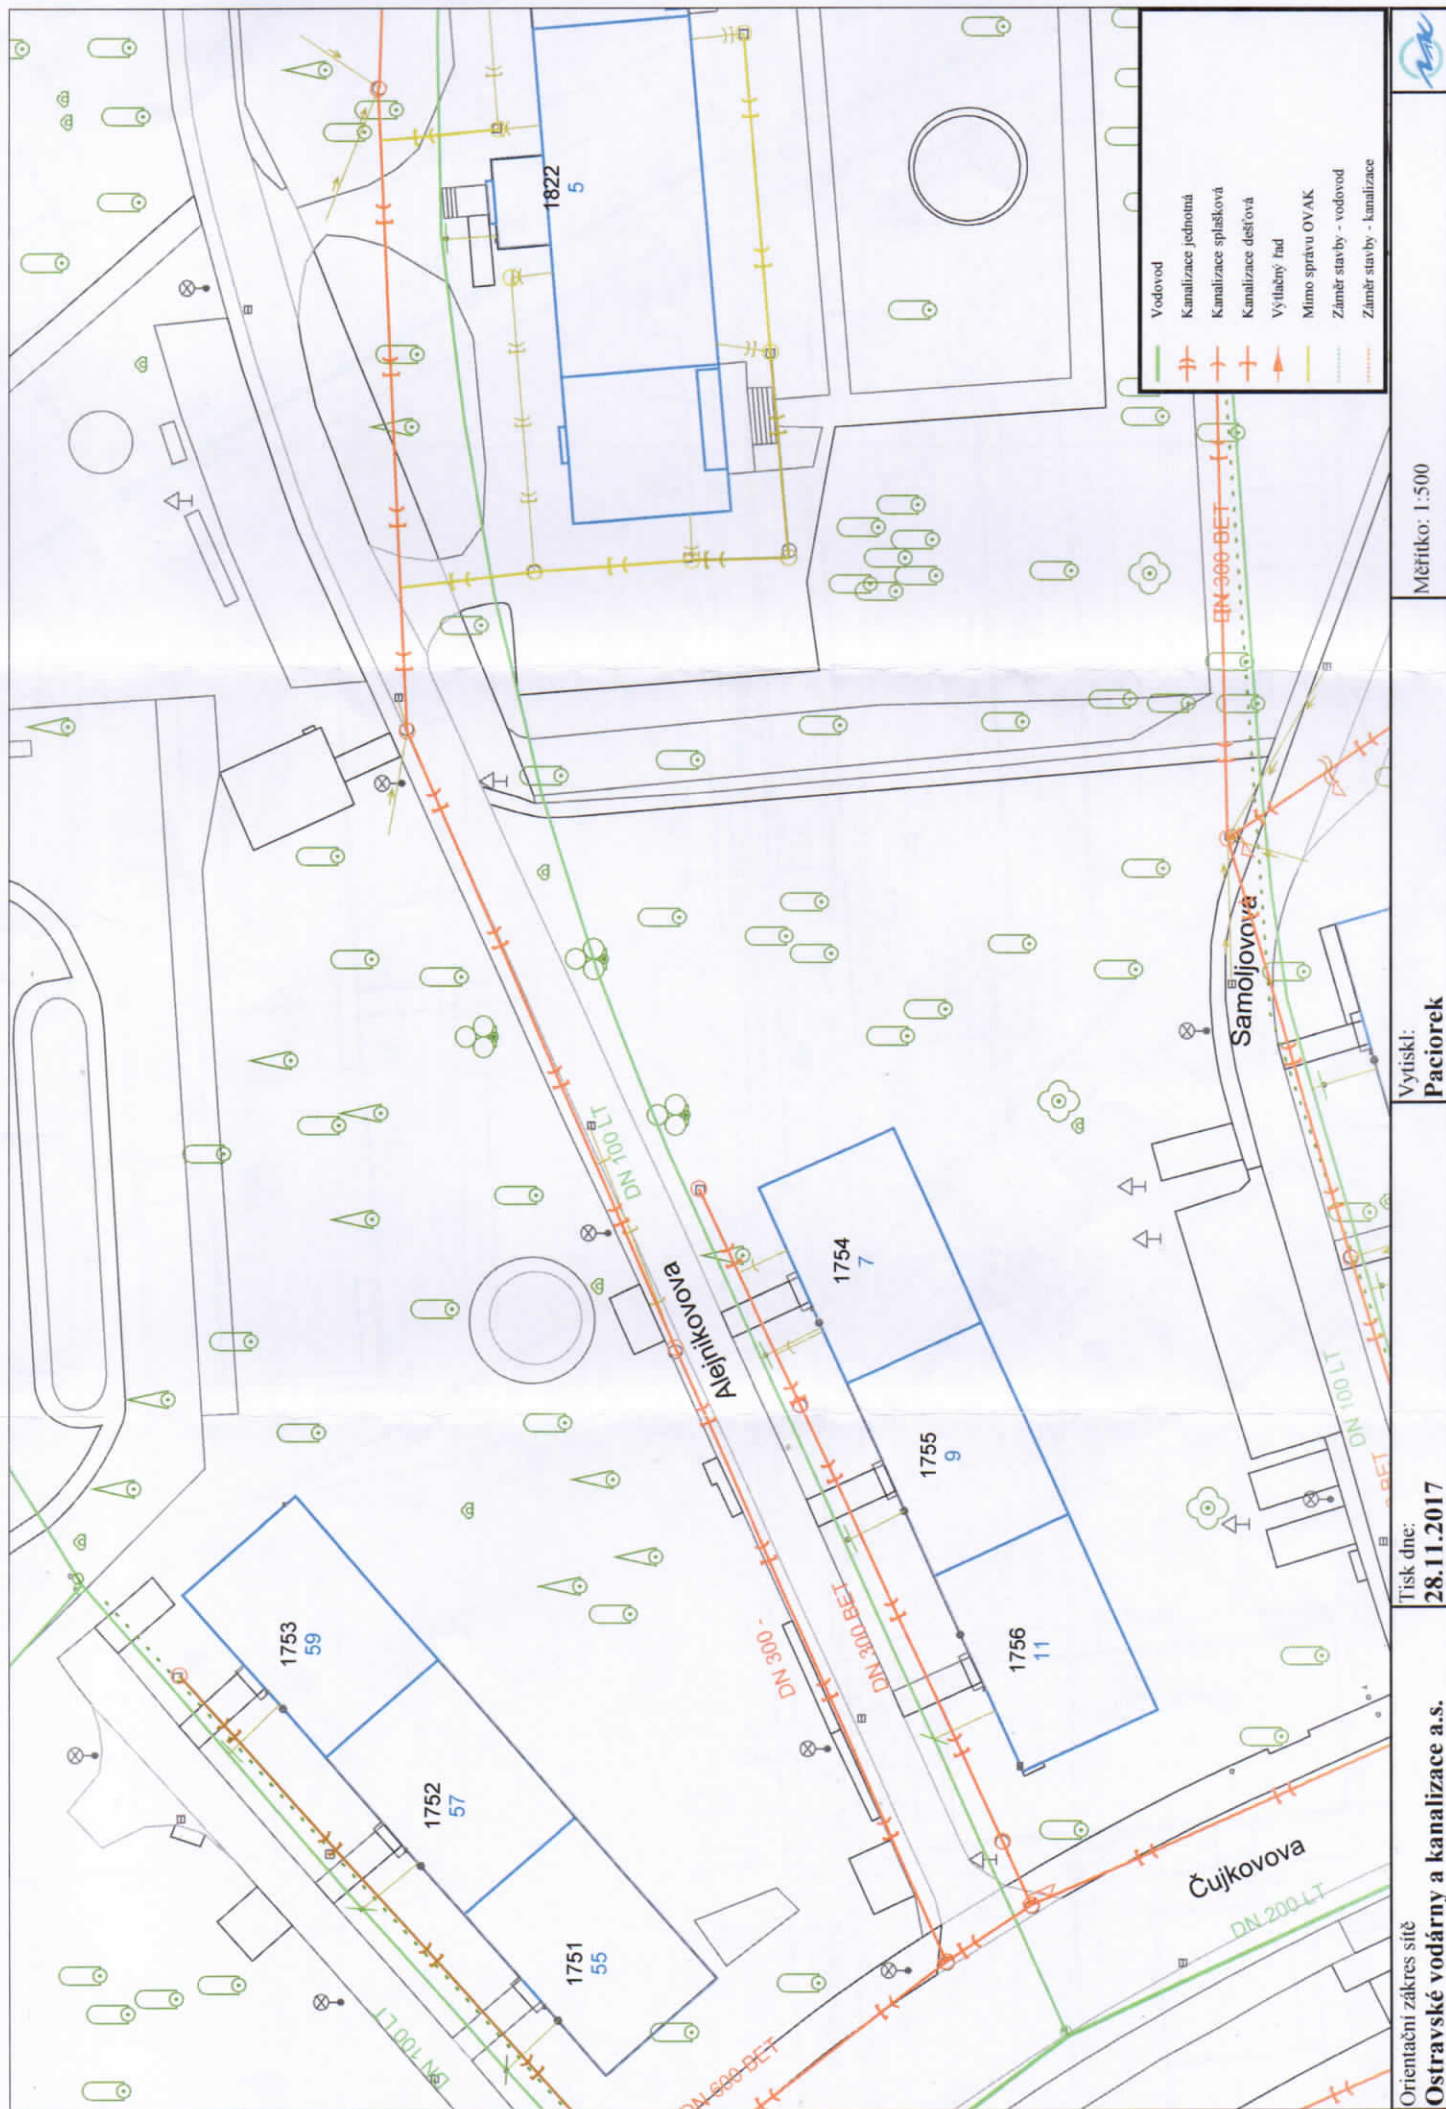 1822
5
Vodovod
Kanalizace jednotná
Kanalizace splašková
Kanalizace dešťová
Výtlačný řad
Mimo správu OVAK
Záměr stavby - vodovod
Záměr stavby - kanalizace
DN 300 BET
Samoljovova
DN 100 LT
Alejnikovova
1754
7
1755
9
1756
11
DN 300 -
DN 300 BET
1753
59
1752
57
1751
55
DN 100 LT
DN 600 BET
Čujkovova
DN 200 LT
DN 100 LT
BET
Orientační zákres sítě
Ostravské vodárny a kanalizace a.s.
Tisk dne:
28.11.2017
Vytiskl:
Paciorek
Měřítko: 1:500